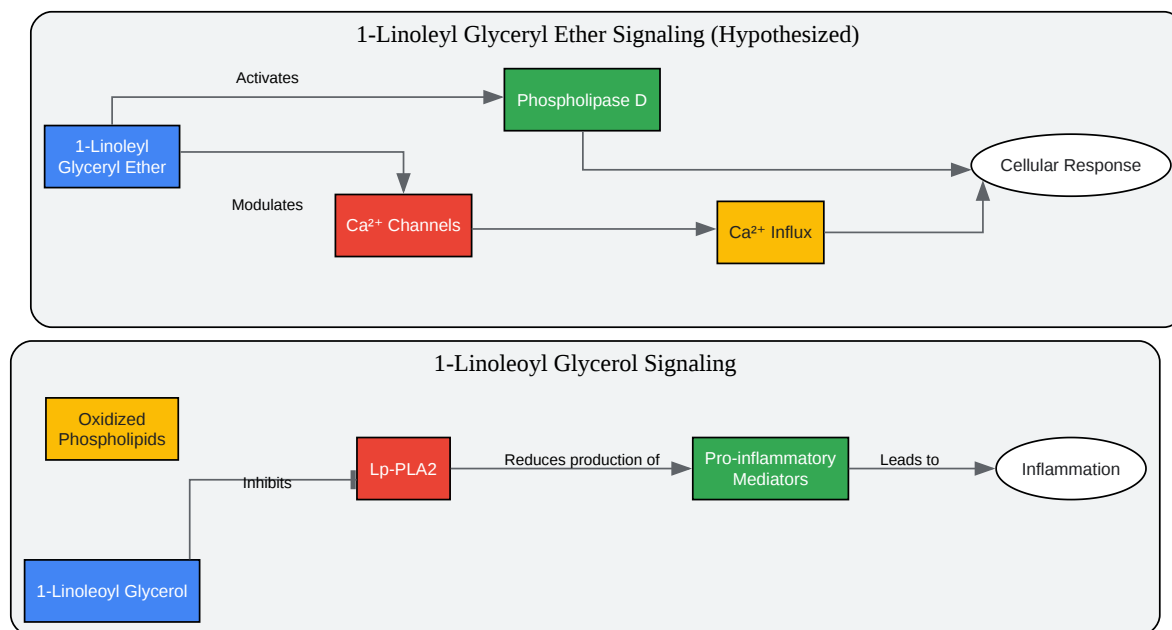 1-Linoleyl Glyceryl Ether Signaling (Hypothesized)
Activates
Phospholipase D
1-Linoleyl
Glyceryl Ether
Cellular Response
Modulates
Ca²⁺ Channels
Ca²⁺ Influx
1-Linoleoyl Glycerol Signaling
Oxidized
Phospholipids
Lp-PLA2
Reduces production of
Pro-inflammatory
Mediators
Leads to
Inflammation
Inhibits
1-Linoleoyl Glycerol